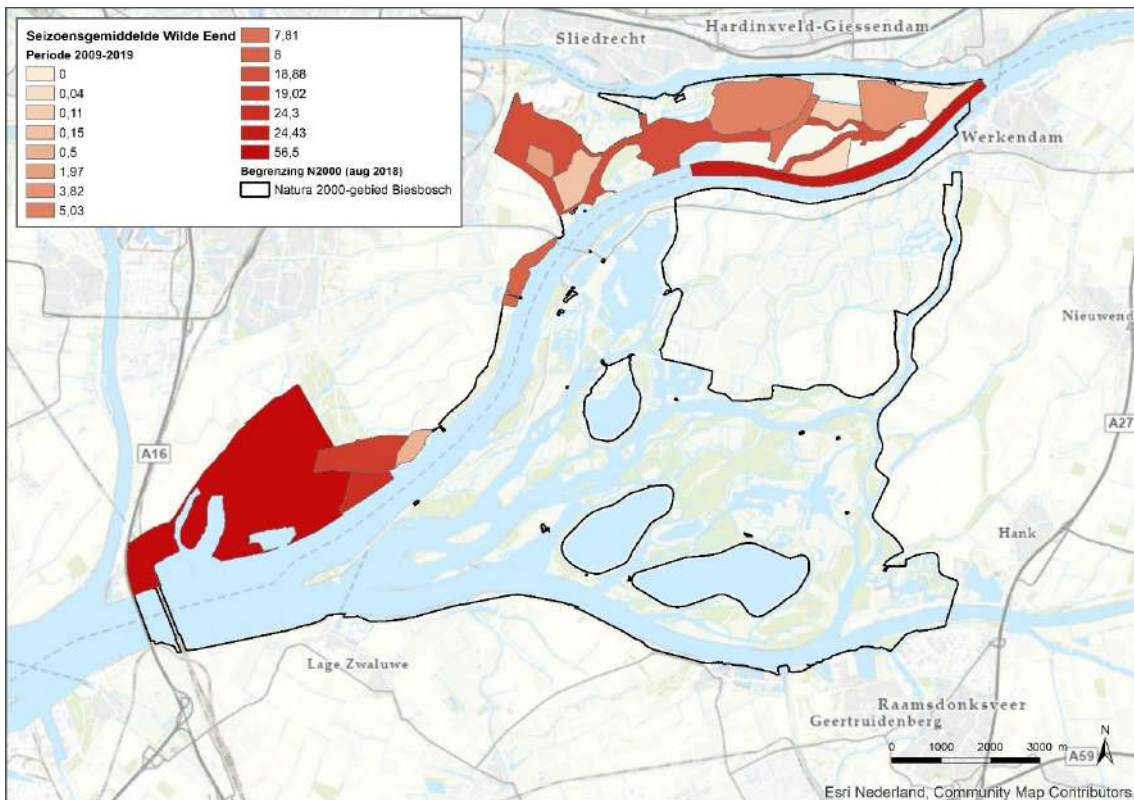 Seizoensgemiddelde Wilde Eend
Periode 2009-2019
0
0,04
0,11
0,15
0,5
1,97
3,82
5,03
7,81
8
18,88
19,02
24,3
24,43
56,5
Begrenzing N2000 (aug 2018)
Natura 2000-gebied Biesbosch
Hardinxveld-Giessendam
Sliedrecht
Werkendam
Nieuwend
A16
A27
Hank
Lage Zwaluwe
Raamsdonksveer
Geertruidenberg
N
0 1000 2000 3000 m
A59
Esri Nederland, Community Map Contributors